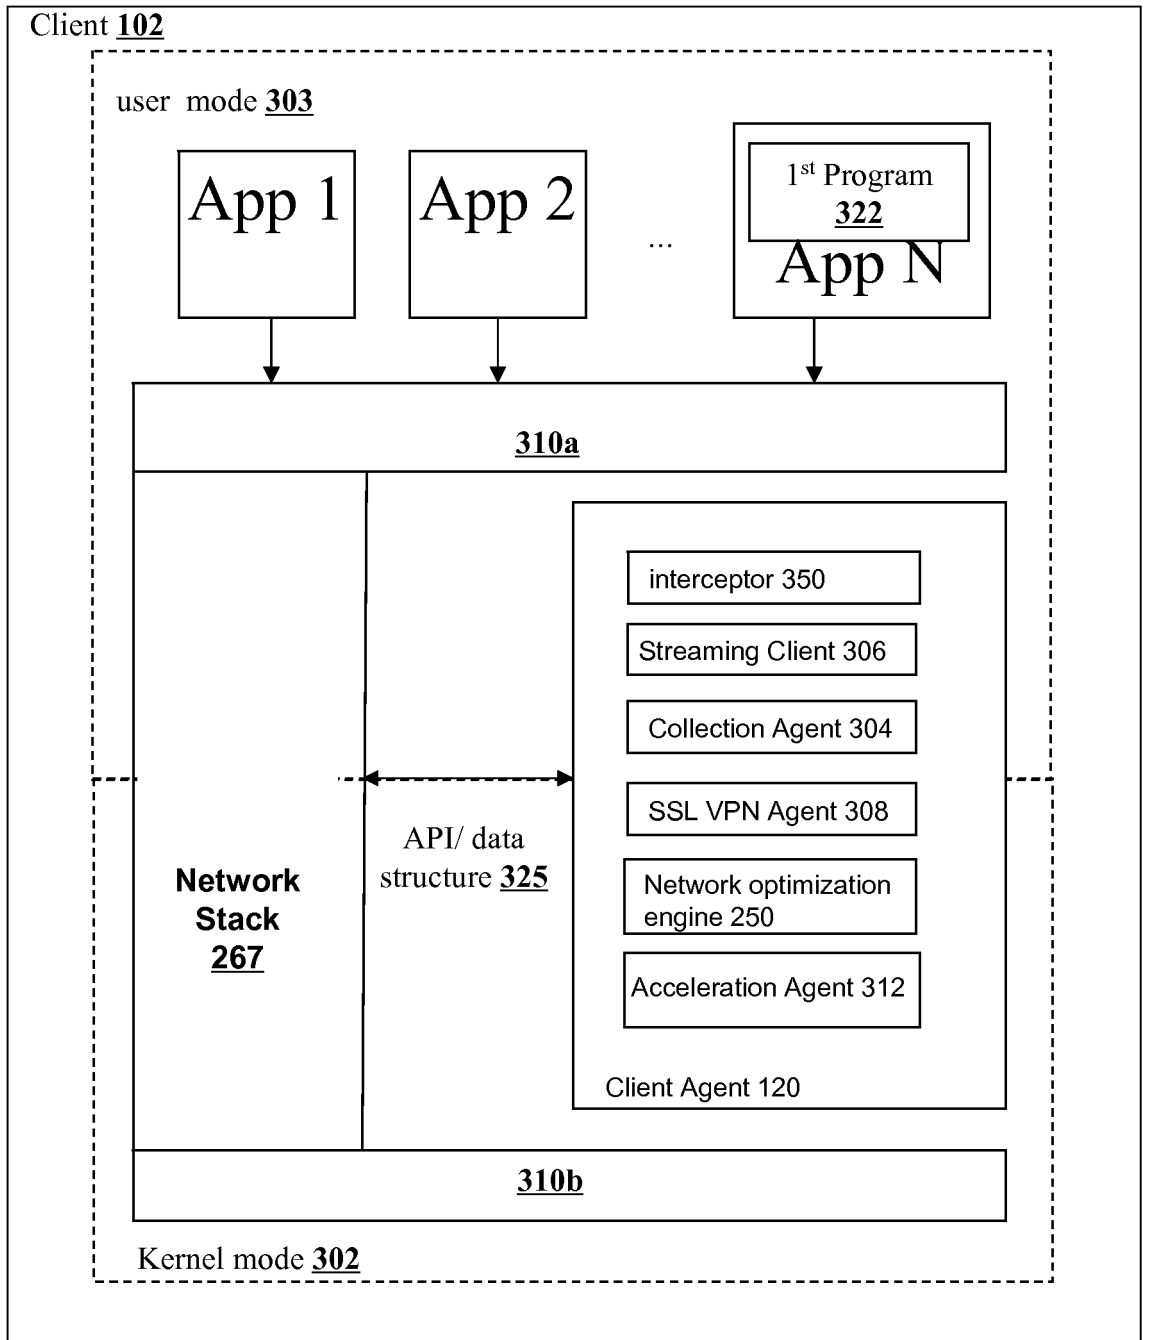 Client 102
user mode 303
App 1
App 2
...
1st Program
322
App N
310a
interceptor 350
Streaming Client 306
Collection Agent 304
SSL VPN Agent 308
API/ data
structure 325
Network
Stack
267
Network optimization
engine 250
Acceleration Agent 312
Client Agent 120
310b
Kernel mode 302